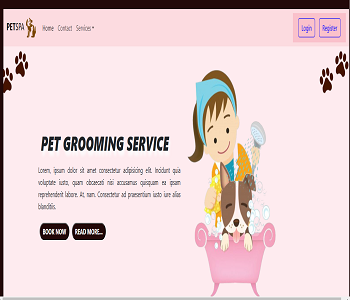 PETSPA Home Contact Services Login Register
PET GROOMING SERVICE
Lorem, ipsum dolor sit amet consectetur adipisicing elit. Incidunt quia
voluptate iusto, quam obcaecati nisi accusamus quisquam ea ipsam
reprehenderit labore. At, nam. Consectetur ad praesentium iusto iure alias
blanditiis.
BOOK NOW READ MORE...